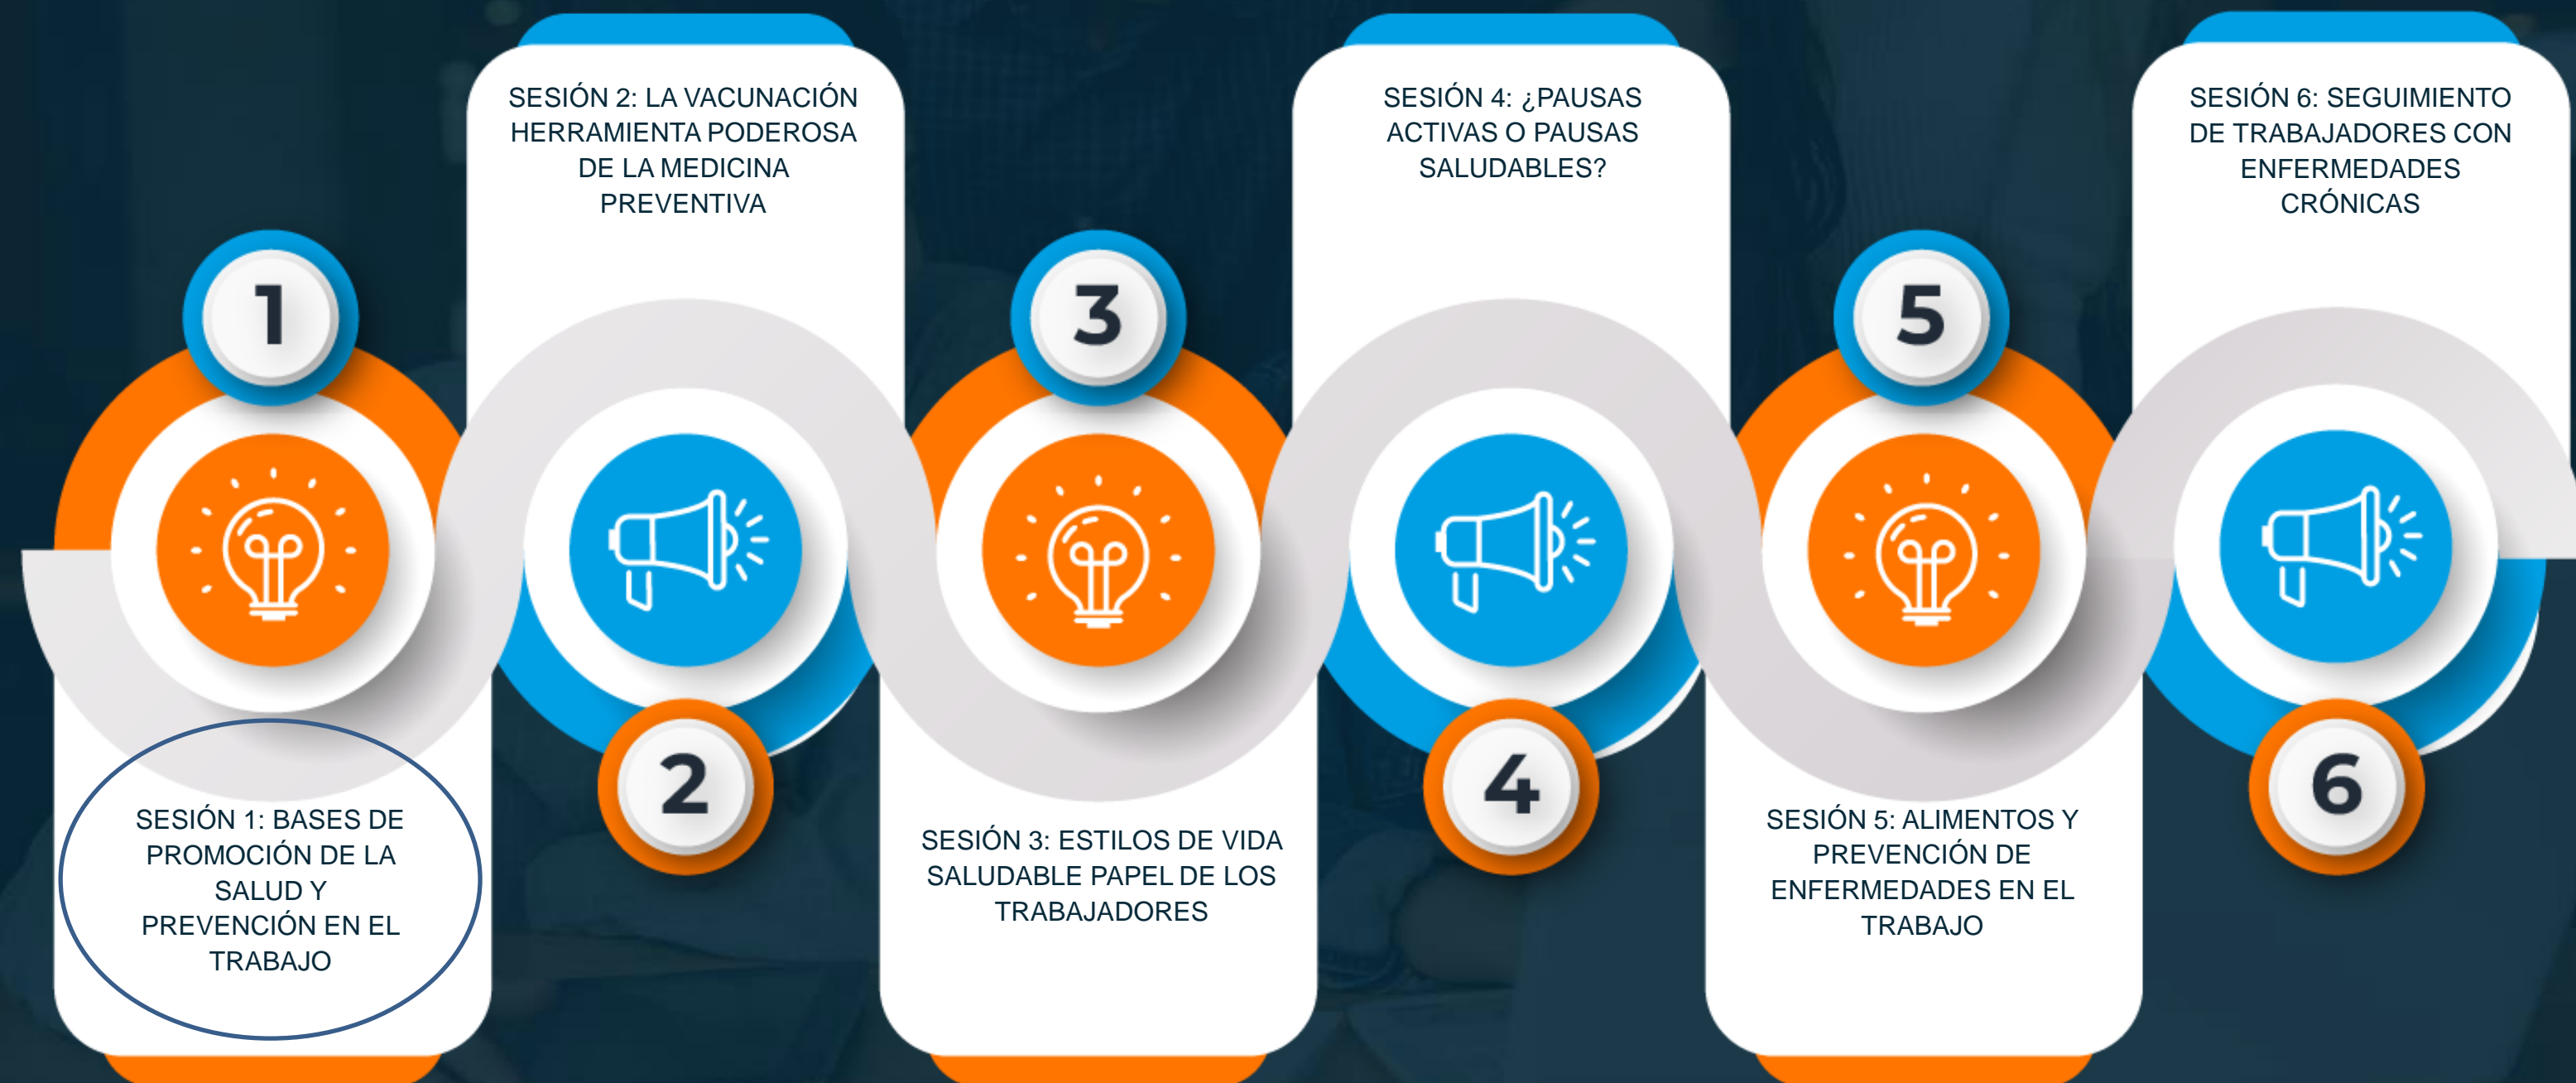 1
SESIÓN 1: BASES DE
PROMOCIÓN DE LA
SALUD Y
PREVENCIÓN EN EL
TRABAJO
SESIÓN 2: LA VACUNACIÓN
HERRAMIENTA PODEROSA
DE LA MEDICINA
PREVENTIVA
2
3
SESIÓN 3: ESTILOS DE VIDA
SALUDABLE PAPEL DE LOS
TRABAJADORES
SESIÓN 4: ¿PAUSAS
ACTIVAS O PAUSAS
SALUDABLES?
4
5
SESIÓN 5: ALIMENTOS Y
PREVENCIÓN DE
ENFERMEDADES EN EL
TRABAJO
SESIÓN 6: SEGUIMIENTO
DE TRABAJADORES CON
ENFERMEDADES
CRÓNICAS
6